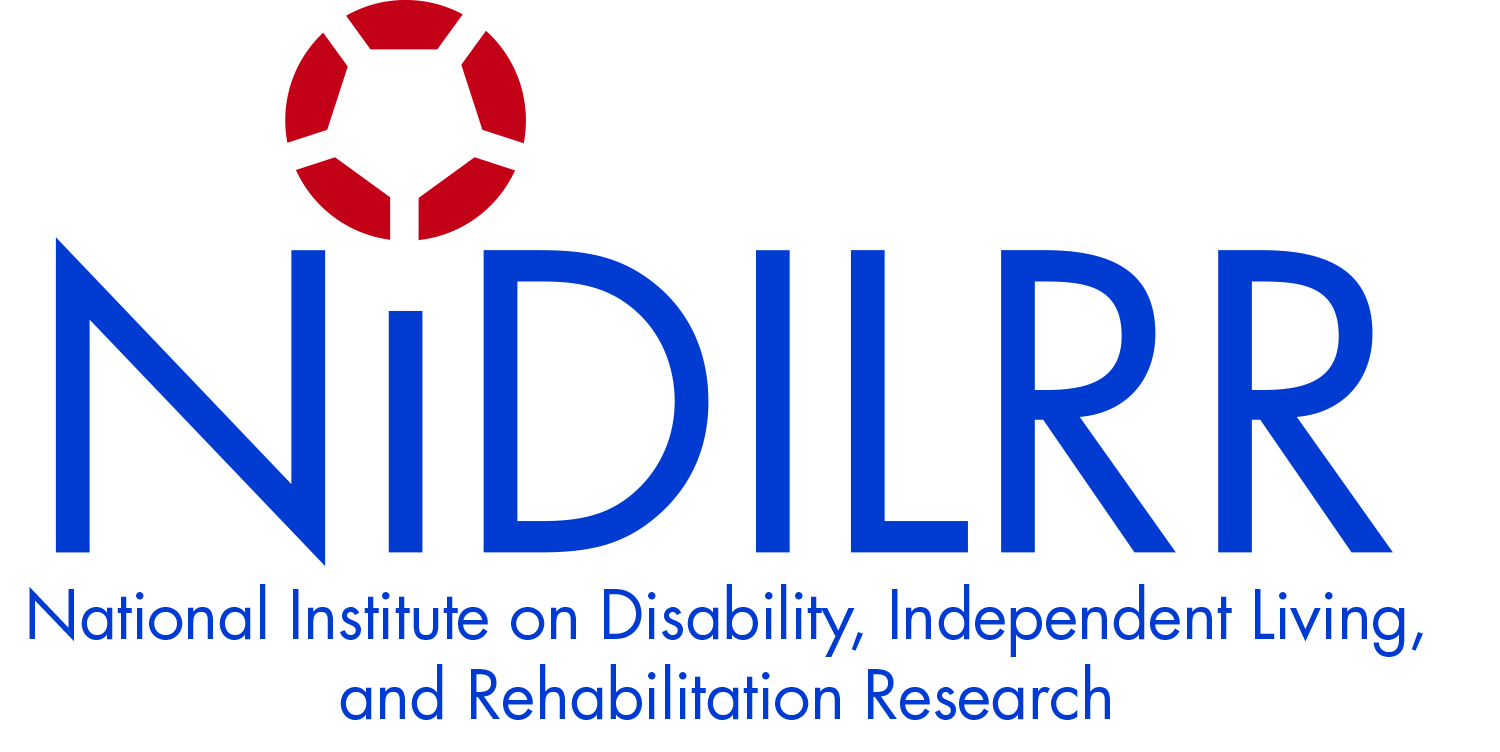 NiDILRR
National Institute on Disability, Independent Living,
and Rehabilitation Research